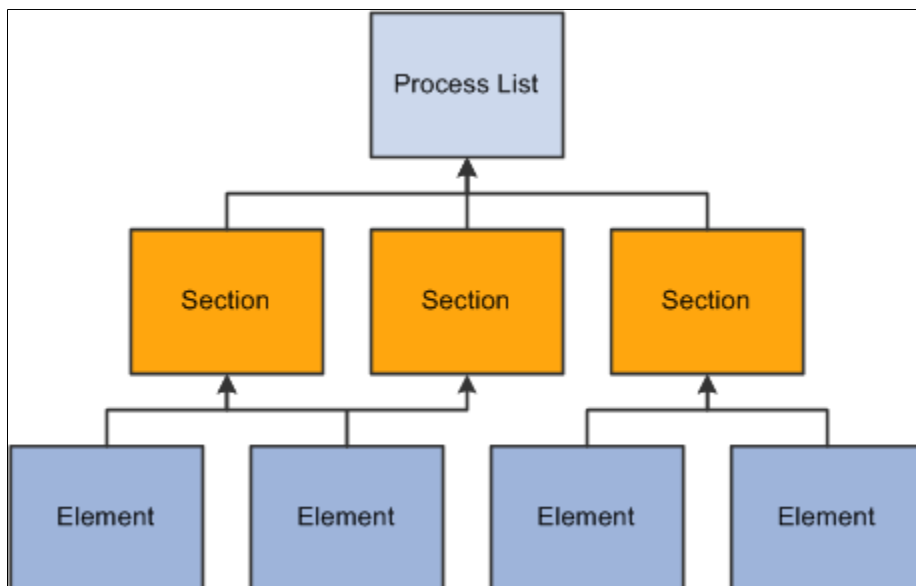 Process List
Section
Section
Section
Element
Element
Element
Element